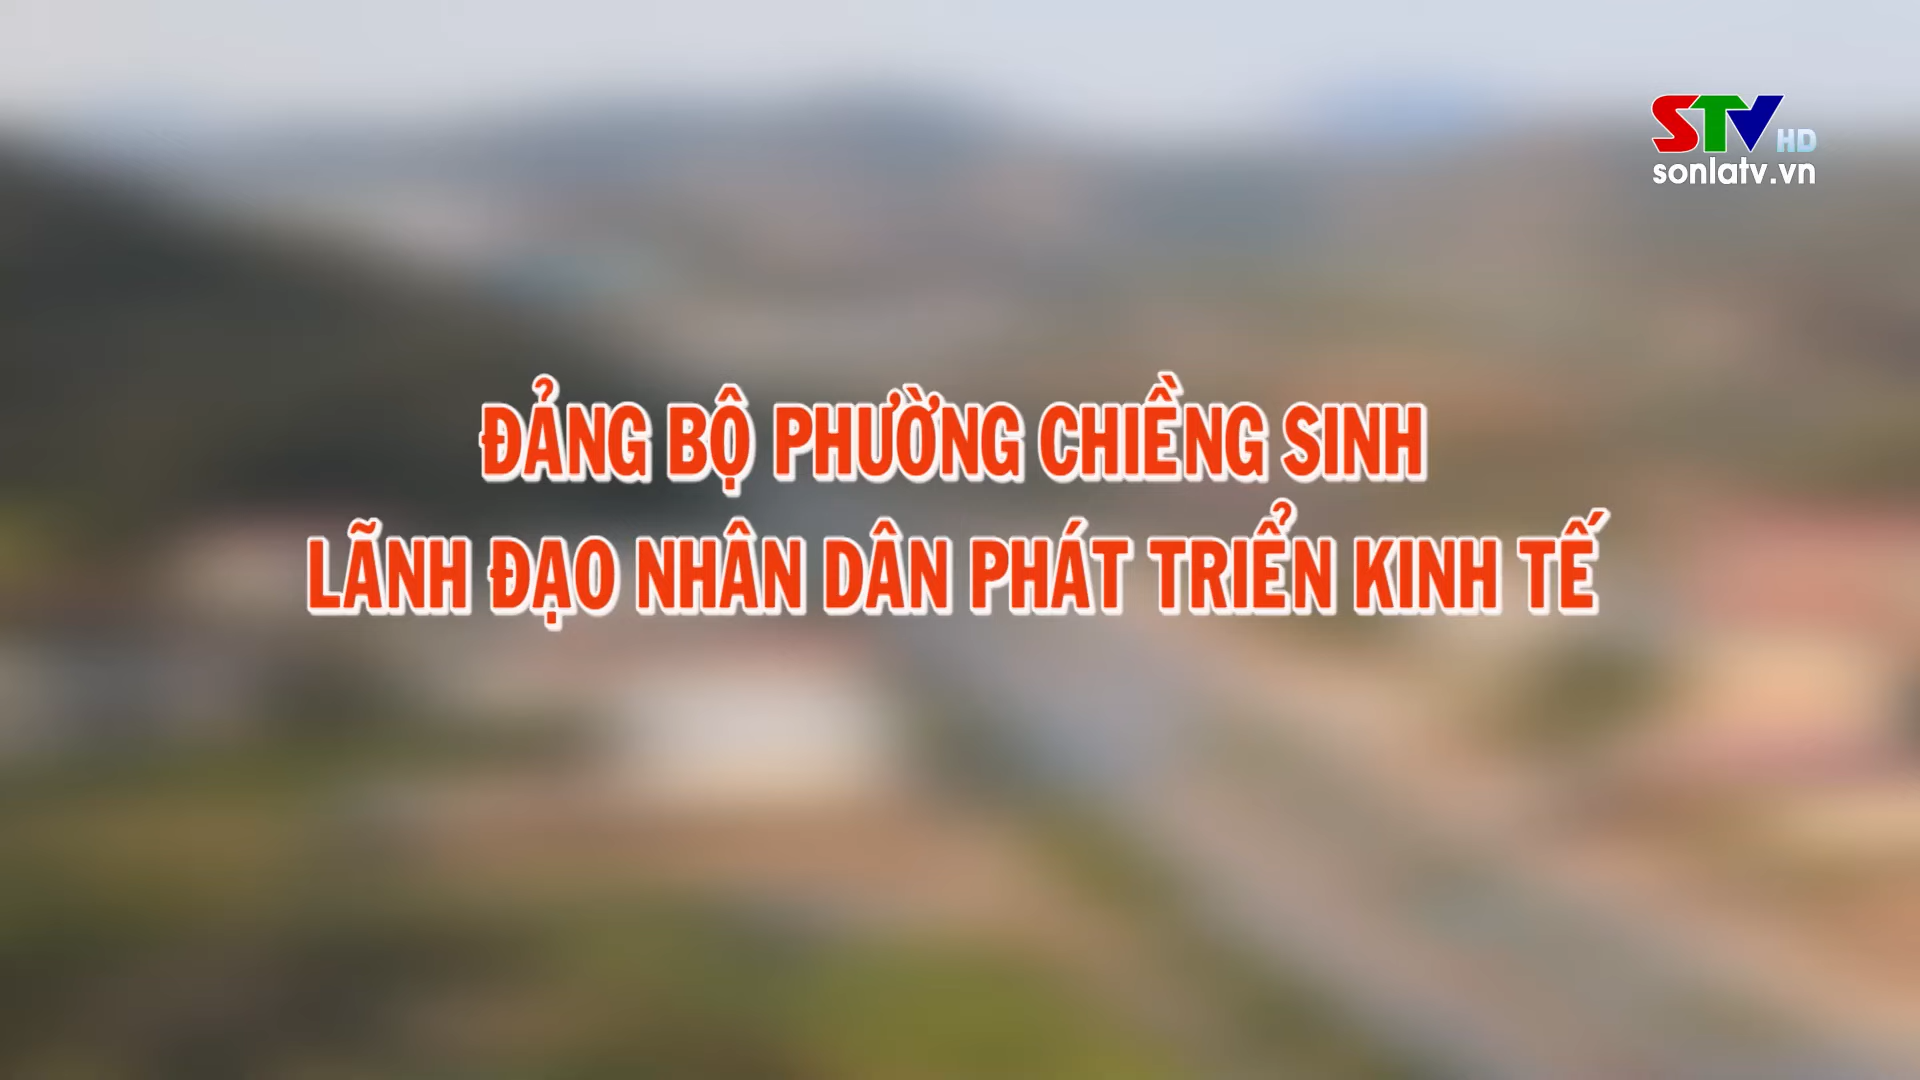 STV HD
sonlatv.vn
ĐẢNG BỘ PHƯỜNG CHIỀNG SINH
LÃNH ĐẠO NHÂN DÂN PHÁT TRIỂN KINH TẾ